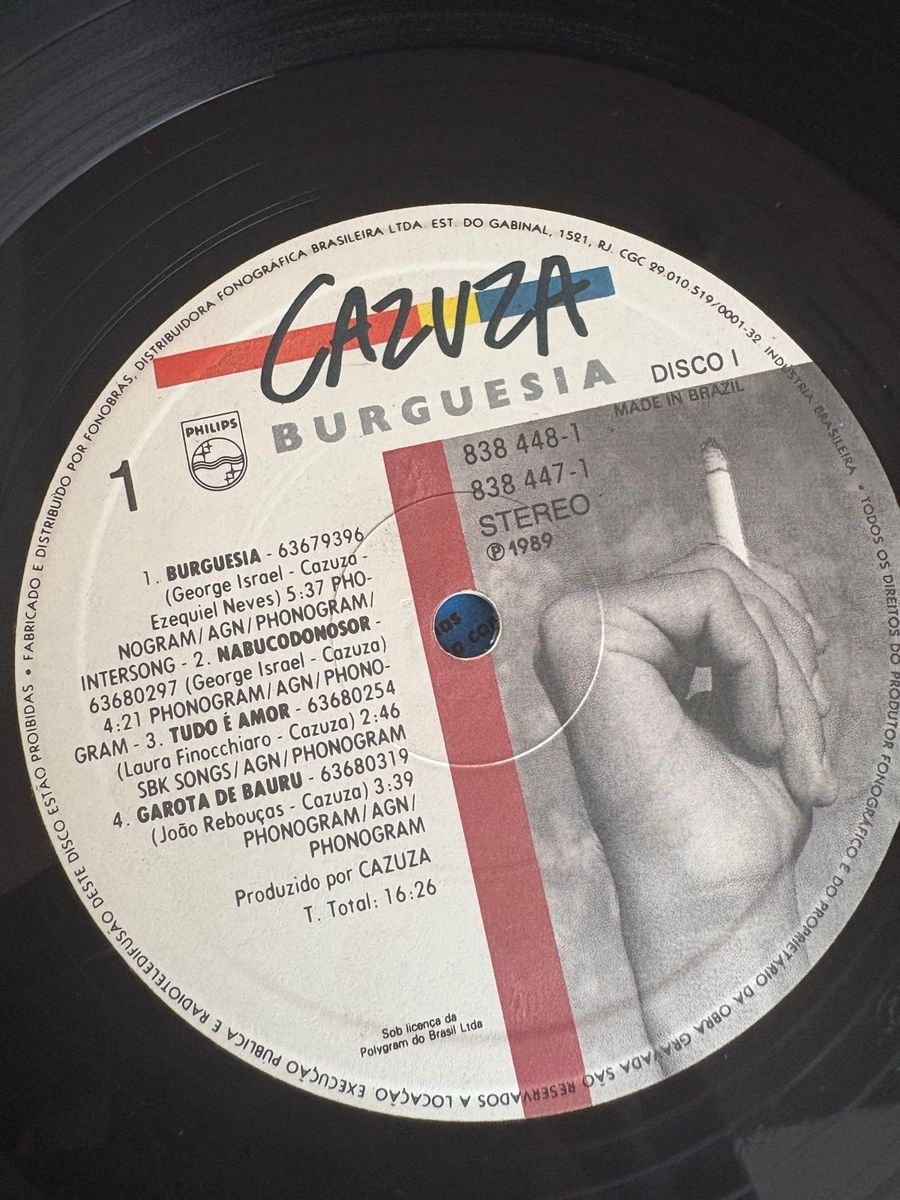 CAZUZA
BURGUESIA
DISCO I
MADE IN BRAZIL
PHILIPS
1
838 448-1
838 447-1
STEREO
℗ 1989
1. BURGUESIA - 63679396
(George Israel - Cazuza -
Ezequiel Neves) 5:37 PHO-
NOGRAM/AGN/PHONOGRAM/
INTERSONG - 2. NABUCODONOSOR -
63680297 (George Israel - Cazuza)
4:21 PHONOGRAM/AGN/PHONO-
GRAM - 3. TUDO É AMOR - 63680254
(Laura Finocchiaro - Cazuza) 2:46
SBK SONGS/AGN/PHONOGRAM
4. GAROTA DE BAURU - 63680319
(João Rebouças - Cazuza) 3:39
PHONOGRAM/AGN/
PHONOGRAM
Produzido por CAZUZA
T. Total: 16:26
Sob licença da
Polygram do Brasil Ltda
• FABRICADO E DISTRIBUÍDO POR FONOBRÁS, DISTRIBUIDORA FONOGRÁFICA BRASILEIRA LTDA. EST. DO GABINAL, 1521, RJ. CGC 29.010.519/0001-32. INDÚSTRIA BRASILEIRA • TODOS OS DIREITOS DO PRODUTOR FONOGRÁFICO E DO PROPRIETÁRIO DA OBRA GRAVADA SÃO RESERVADOS A LOCAÇÃO. EXECUÇÃO PÚBLICA E RADIOTELEDIFUSÃO DESTE DISCO ESTÃO PROIBIDAS